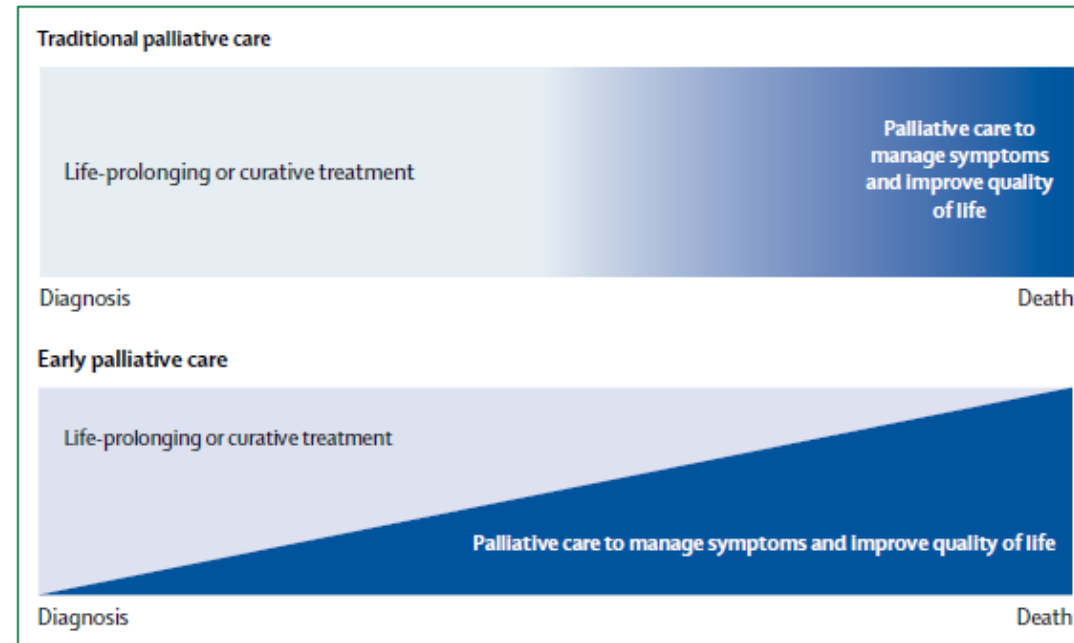 Traditional palliative care
Life-prolonging or curative treatment
Palliative care to
manage symptoms
and improve quality
of life
Diagnosis
Death
Early palliative care
Life-prolonging or curative treatment
Palliative care to manage symptoms and improve quality of life
Diagnosis
Death